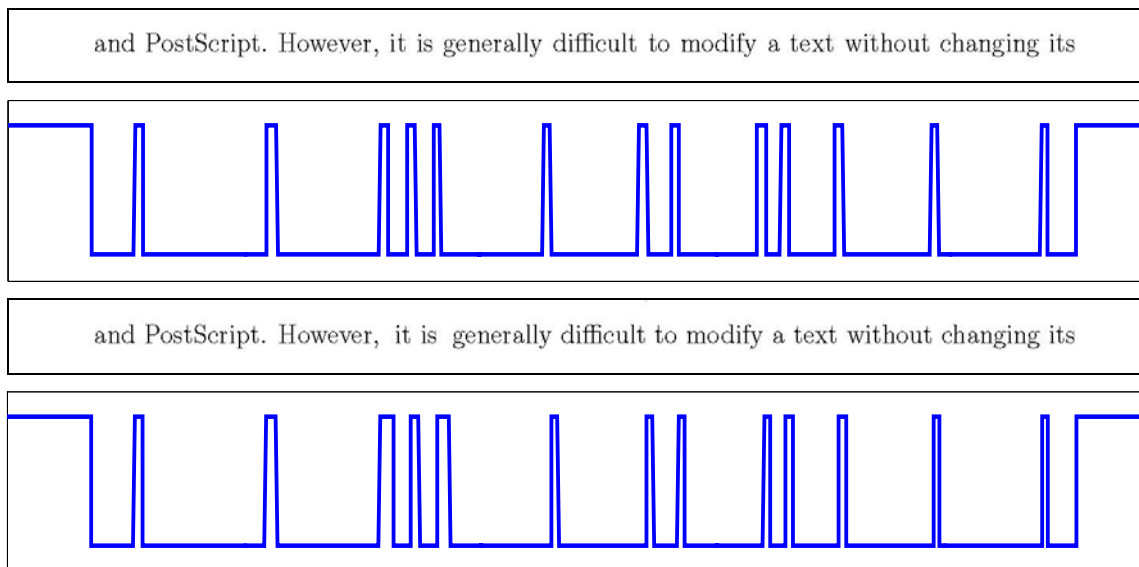 and PostScript. However, it is generally difficult to modify a text without changing its
and PostScript. However, it is generally difficult to modify a text without changing its